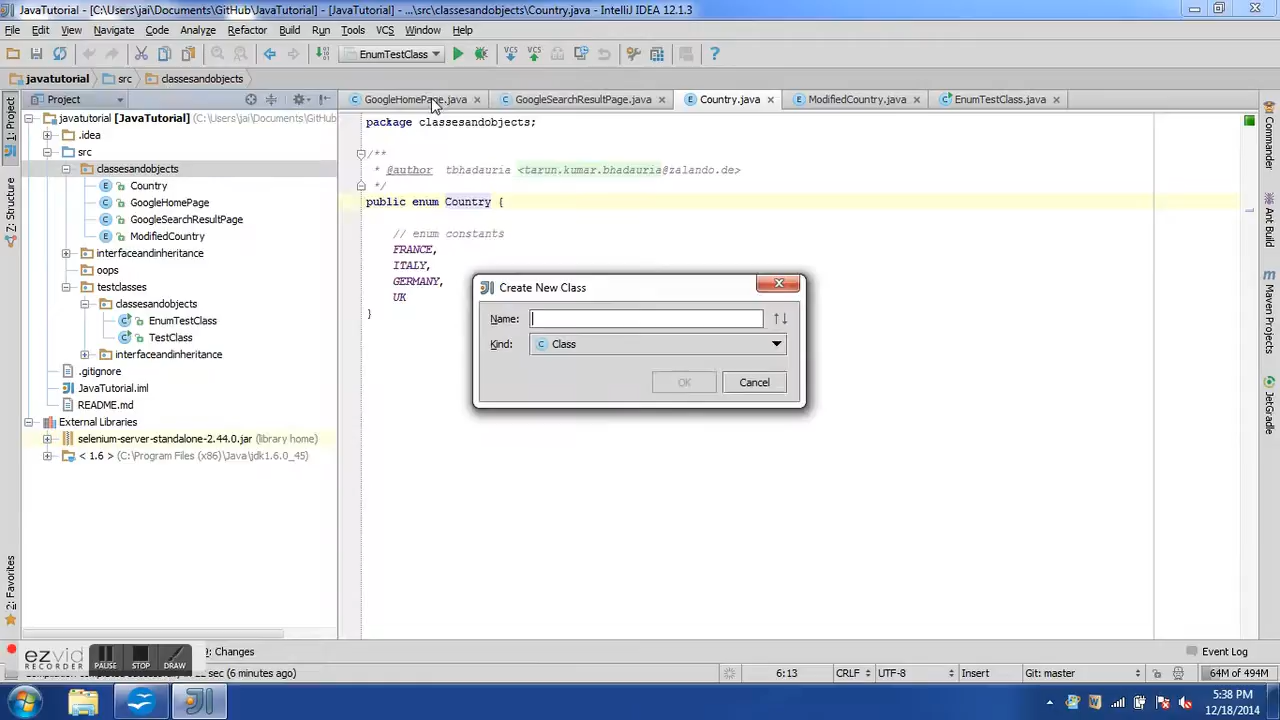 JavaTutorial - [C:\Users\jai\Documents\GitHub\JavaTutorial] - [JavaTutorial] - ...\src\classesandobjects\Country.java - IntelliJ IDEA 12.1.3
File Edit View Navigate Code Analyze Refactor Build Run Tools VCS Window Help
EnumTestClass
VCS VCS
javatutorial src classesandobjects
1: Project
Project
GoogleHomePage.java
GoogleSearchResultPage.java
Country.java
ModifiedCountry.java
EnumTestClass.java
javatutorial [JavaTutorial] (C:\Users\jai\Documents\GitHub
.idea
src
classesandobjects
Country
GoogleHomePage
GoogleSearchResultPage
ModifiedCountry
interfaceandinheritance
oops
testclasses
classesandobjects
EnumTestClass
TestClass
interfaceandinheritance
.gitignore
JavaTutorial.iml
README.md
External Libraries
selenium-server-standalone-2.44.0.jar (library home)
< 1.6 > (C:\Program Files (x86)\Java\jdk1.6.0_45)
Z: Structure
2: Favorites
package classesandobjects;
/**
* @author tbhadauria <tarun.kumar.bhadauria@zalando.de>
*/
public enum Country {
// enum constants
FRANCE,
ITALY,
GERMANY,
UK
}
Create New Class
Name:
Kind: Class
OK Cancel
Commander
Ant Build
Maven Projects
JetGradle
ezvid
RECORDER
PAUSE STOP DRAW
Changes
Event Log
sec (6 minutes ago)
6:13 CRLF UTF-8 Insert Git: master 64M of 494M
5:38 PM
12/18/2014